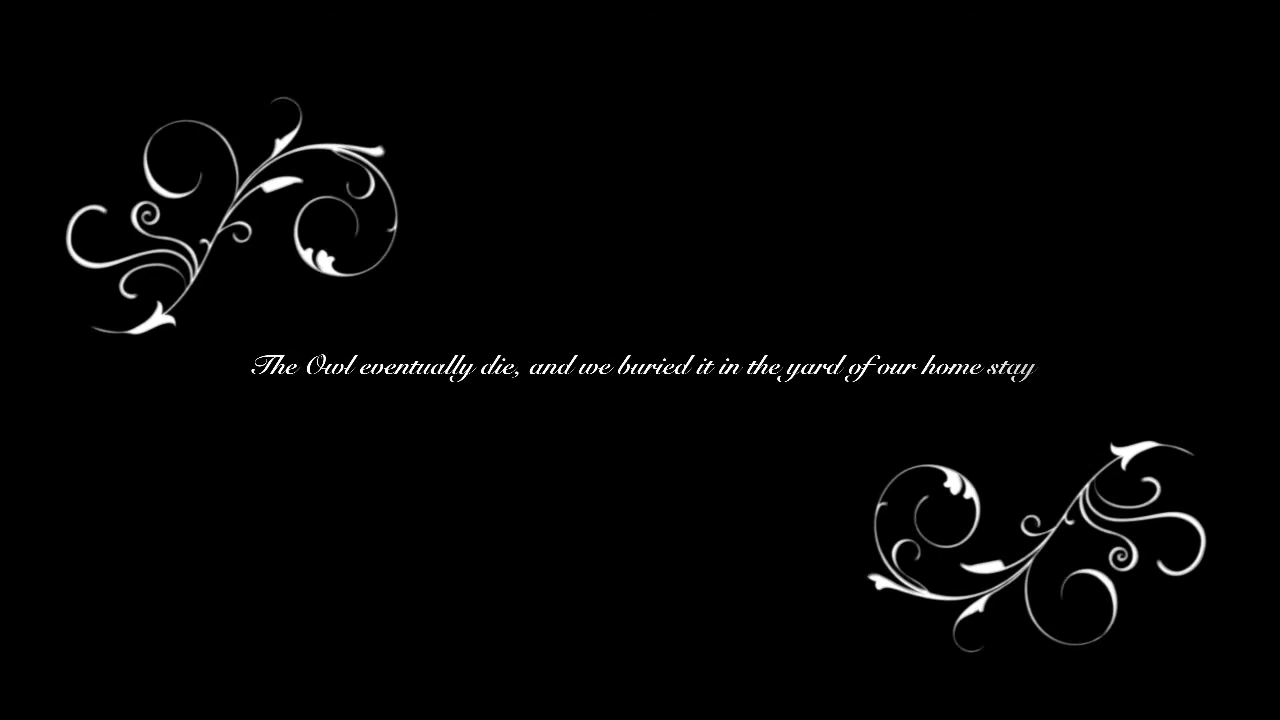 The Owl eventually die, and we buried it in the yard of our home stay